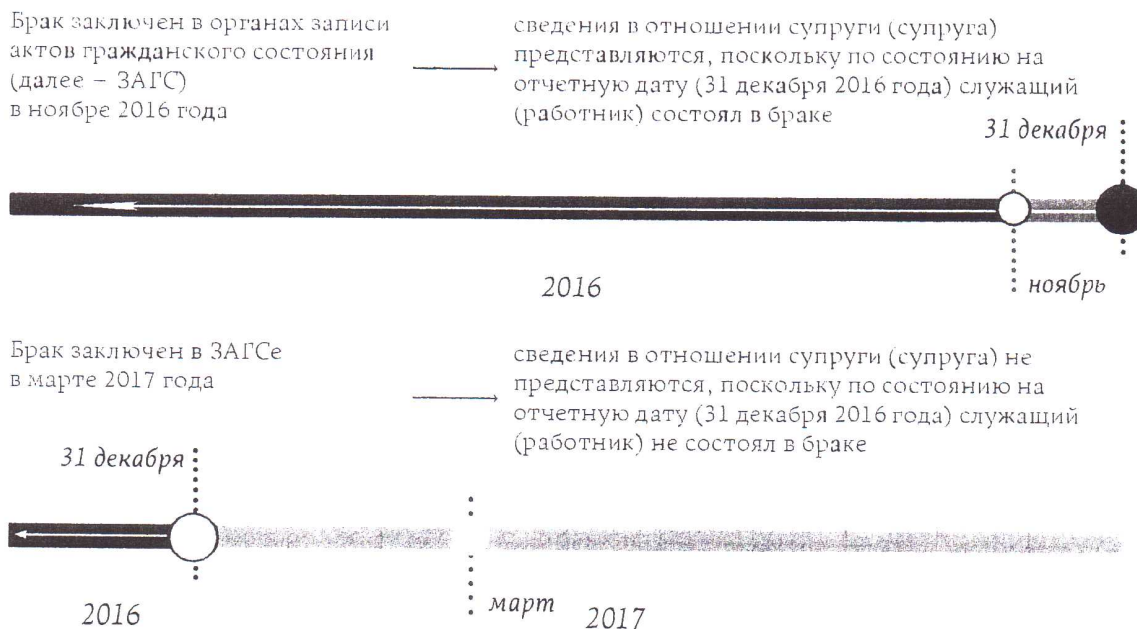 Брак заключен в органах записи
актов гражданского состояния
(далее – ЗАГС)
в ноябре 2016 года
сведения в отношении супруги (супруга)
представляются, поскольку по состоянию на
отчетную дату (31 декабря 2016 года) служащий
(работник) состоял в браке
31 декабря
2016
ноябрь
Брак заключен в ЗАГСе
в марте 2017 года
сведения в отношении супруги (супруга) не
представляются, поскольку по состоянию на
отчетную дату (31 декабря 2016 года) служащий
(работник) не состоял в браке
31 декабря
2016
март
2017